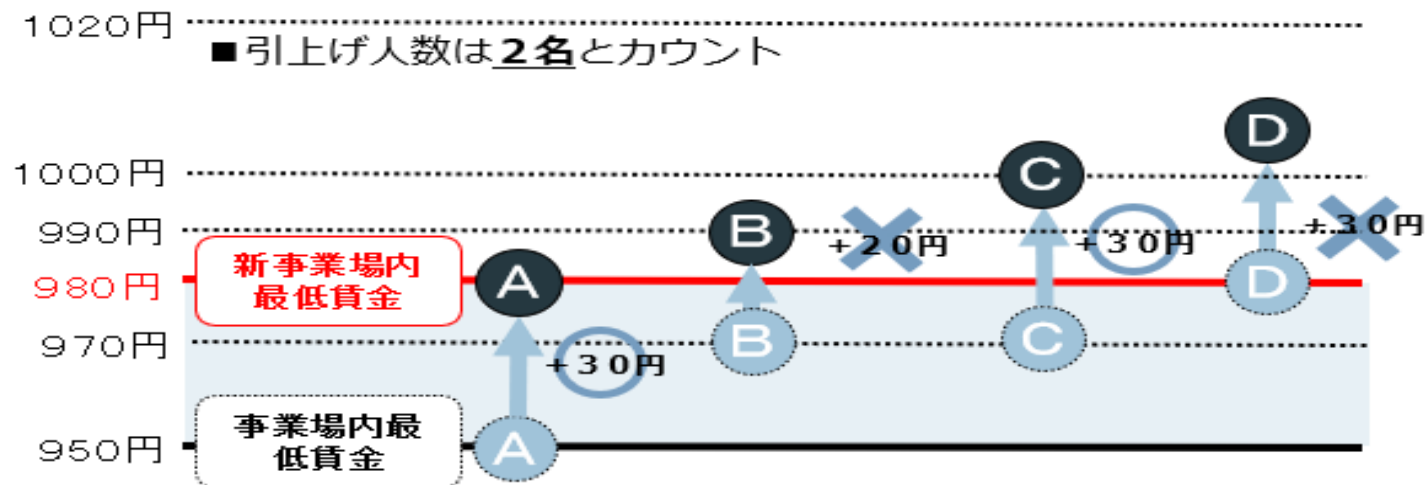 1020円
■引上げ人数は２名とカウント
1000円
990円
980円
970円
950円
新事業場内
最低賃金
事業場内最
低賃金
A
A
+30円
B
B
+20円
C
C
+30円
D
D
+30円